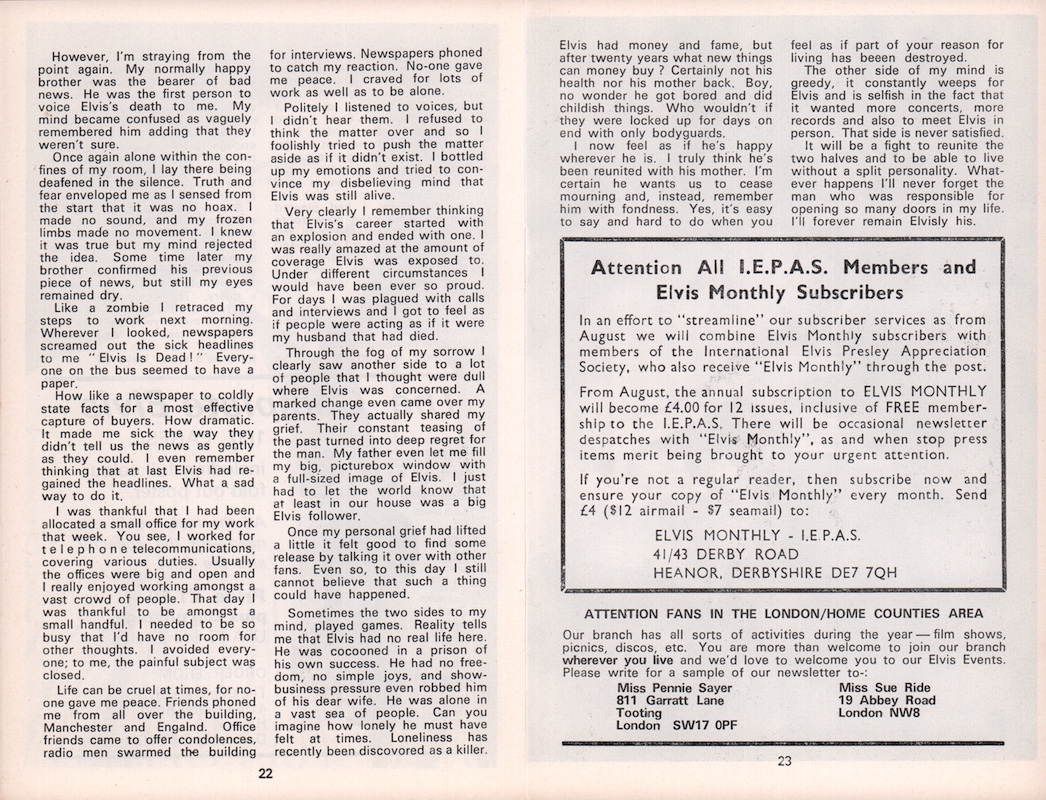 However, I'm straying from the
point again. My normally happy
brother was the bearer of bad
news. He was the first person to
voice Elvis's death to me. My
mind became confused as vaguely
remembered him adding that they
weren't sure.
Once again alone within the con-
fines of my room, I lay there being
deafened in the silence. Truth and
fear enveloped me as I sensed from
the start that it was no hoax. I
made no sound, and my frozen
limbs made no movement. I knew
it was true but my mind rejected
the idea. Some time later my
brother confirmed his previous
piece of news, but still my eyes
remained dry.
Like a zombie I retraced my
steps to work next morning.
Wherever I looked, newspapers
screamed out the sick headlines
to me "Elvis Is Dead!" Every-
one on the bus seemed to have a
paper.
How like a newspaper to coldly
state facts for a most effective
capture of buyers. How dramatic.
It made me sick the way they
didn't tell us the news as gently
as they could. I even remember
thinking that at last Elvis had re-
gained the headlines. What a sad
way to do it.
I was thankful that I had been
allocated a small office for my work
that week. You see, I worked for
telephone telecommunications,
covering various duties. Usually
the offices were big and open and
I really enjoyed working amongst a
vast crowd of people. That day I
was thankful to be amongst a
small handful. I needed to be so
busy that I'd have no room for
other thoughts. I avoided every-
one; to me, the painful subject was
closed.
Life can be cruel at times, for no-
one gave me peace. Friends phoned
me from all over the building,
Manchester and Engalnd. Office
friends came to offer condolences,
radio men swarmed the building
for interviews. Newspapers phoned
to catch my reaction. No-one gave
me peace. I craved for lots of
work as well as to be alone.
Politely I listened to voices, but
I didn't hear them. I refused to
think the matter over and so I
foolishly tried to push the matter
aside as if it didn't exist. I bottled
up my emotions and tried to con-
vince my disbelieving mind that
Elvis was still alive.
Very clearly I remember thinking
that Elvis's career started with
an explosion and ended with one. I
was really amazed at the amount of
coverage Elvis was exposed to.
Under different circumstances I
would have been ever so proud.
For days I was plagued with calls
and interviews and I got to feel as
if people were acting as if it were
my husband that had died.
Through the fog of my sorrow I
clearly saw another side to a lot
of people that I thought were dull
where Elvis was concerned. A
marked change even came over my
parents. They actually shared my
grief. Their constant teasing of
the past turned into deep regret for
the man. My father even let me fill
my big, picturebox window with
a full-sized image of Elvis. I just
had to let the world know that
at least in our house was a big
Elvis follower.
Once my personal grief had lifted
a little it felt good to find some
release by talking it over with other
fans. Even so, to this day I still
cannot believe that such a thing
could have happened.
Sometimes the two sides to my
mind, played games. Reality tells
me that Elvis had no real life here.
He was cocooned in a prison of
his own success. He had no free-
dom, no simple joys, and show-
business pressure even robbed him
of his dear wife. He was alone in
a vast sea of people. Can you
imagine how lonely he must have
felt at times. Loneliness has
recently been discovored as a killer.
22
Elvis had money and fame, but
after twenty years what new things
can money buy? Certainly not his
health nor his mother back. Boy,
no wonder he got bored and did
childish things. Who wouldn't if
they were locked up for days on
end with only bodyguards.
I now feel as if he's happy
wherever he is. I truly think he's
been reunited with his mother. I'm
certain he wants us to cease
mourning and, instead, remember
him with fondness. Yes, it's easy
to say and hard to do when you
feel as if part of your reason for
living has beeen destroyed.
The other side of my mind is
greedy, it constantly weeps for
Elvis and is selfish in the fact that
it wanted more concerts, more
records and also to meet Elvis in
person. That side is never satisfied.
It will be a fight to reunite the
two halves and to be able to live
without a split personality. What-
ever happens I'll never forget the
man who was responsible for
opening so many doors in my life.
I'll forever remain Elvisly his.
Attention All I.E.P.A.S. Members and
Elvis Monthly Subscribers
In an effort to "streamline" our subscriber services as from
August we will combine Elvis Monthly subscribers with
members of the International Elvis Presley Appreciation
Society, who also receive "Elvis Monthly" through the post.
From August, the annual subscription to ELVIS MONTHLY
will become £4.00 for 12 issues, inclusive of FREE member-
ship to the I.E.P.A.S. There will be occasional newsletter
despatches with "Elvis Monthly", as and when stop press
items merit being brought to your urgent attention.
If you're not a regular reader, then subscribe now and
ensure your copy of "Elvis Monthly" every month. Send
£4 ($12 airmail - $7 seamail) to:
ELVIS MONTHLY - I.E.P.A.S.
41/43 DERBY ROAD
HEANOR, DERBYSHIRE DE7 7QH
ATTENTION FANS IN THE LONDON/HOME COUNTIES AREA
Our branch has all sorts of activities during the year—film shows,
picnics, discos, etc. You are more than welcome to join our branch
wherever you live and we'd love to welcome you to our Elvis Events.
Please write for a sample of our newsletter to-:
Miss Pennie Sayer
811 Garratt Lane
Tooting
London SW17 0PF
Miss Sue Ride
19 Abbey Road
London NW8
23